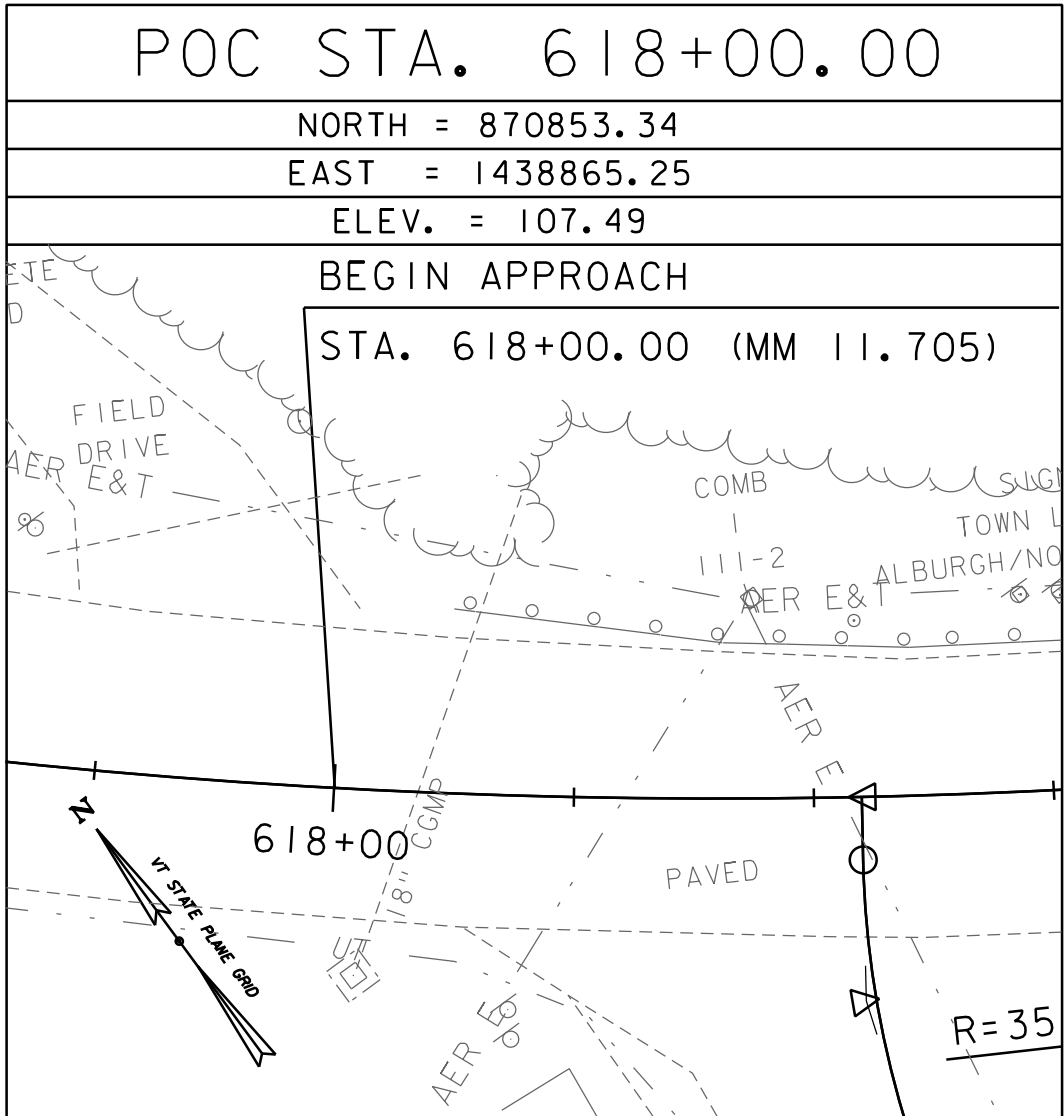 POC STA. 618+00.00
NORTH = 870853.34
EAST = 1438865.25
ELEV. = 107.49
BEGIN APPROACH
STA. 618+00.00 (MM 11.705)
FIELD
DRIVE
AER E&T
COMB
1
111-2
TOWN L
ALBURGH/NO
AER E&T
AER E
618+00
18" CGMP
PAVED
N
VT STATE PLANE GRID
AER E
R=35